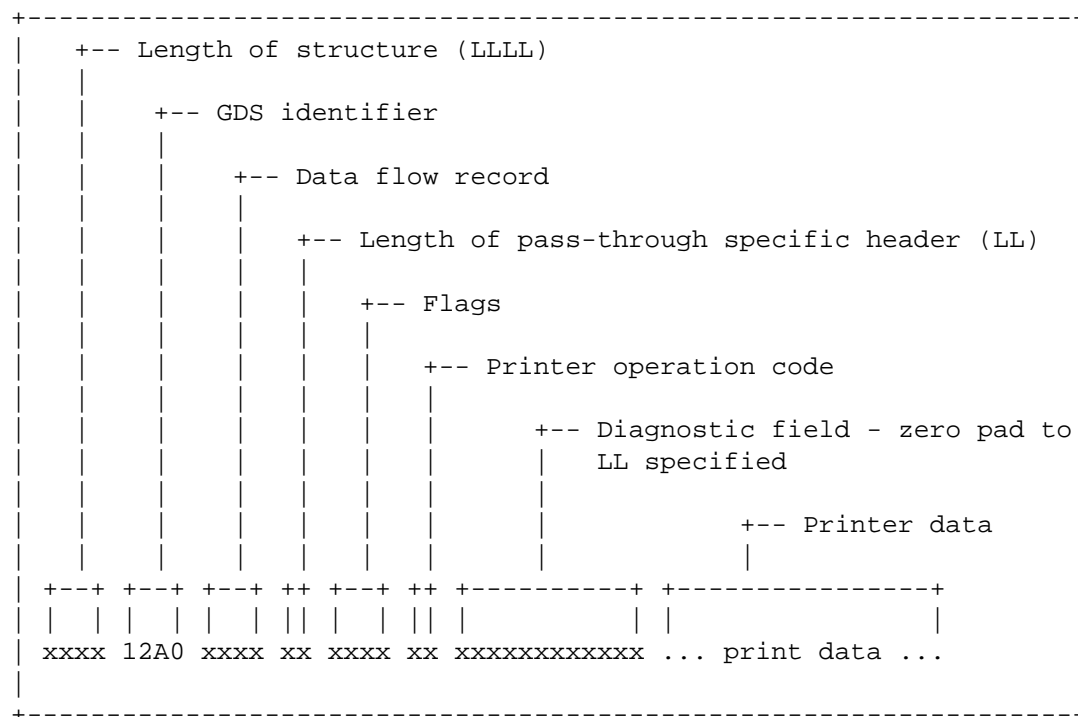 +-- Length of structure (LLLL)
+-- GDS identifier
+-- Data flow record
+-- Length of pass-through specific header (LL)
+-- Flags
+-- Printer operation code
+-- Diagnostic field - zero pad to
LL specified
+-- Printer data
+--+ +--+ +--+ ++ +--+ ++ +----------+ +----------------+
xxxx 12A0 xxxx xx xxxx xx xxxxxxxxxxxx ... print data ...